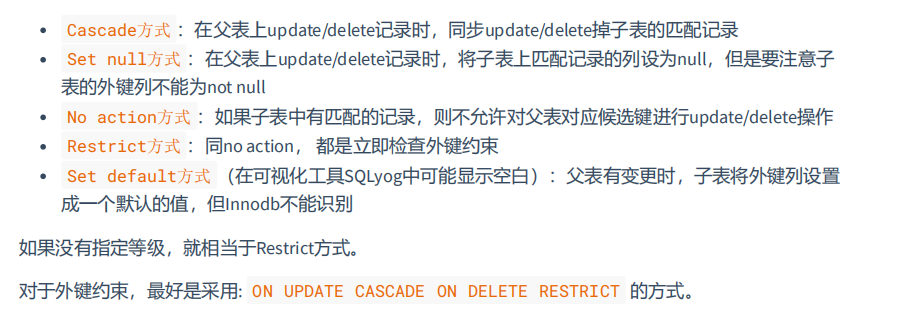 • Cascade方式：在父表上update/delete记录时，同步update/delete掉子表的匹配记录
• Set null方式：在父表上update/delete记录时，将子表上匹配记录的列设为null，但是要注意子
表的外键列不能为not null
• No action方式：如果子表中有匹配的记录，则不允许对父表对应候选键进行update/delete操作
• Restrict方式：同no action， 都是立即检查外键约束
• Set default方式（在可视化工具SQLyog中可能显示空白）：父表有变更时，子表将外键列设置
成一个默认的值，但Innodb不能识别
如果没有指定等级，就相当于Restrict方式。
对于外键约束，最好是采用: ON UPDATE CASCADE ON DELETE RESTRICT 的方式。